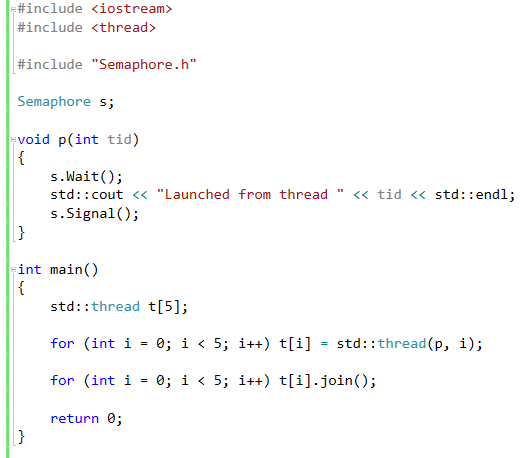 #include <iostream>
#include <thread>
#include "Semaphore.h"
Semaphore s;
void p(int tid)
{
    s.Wait();
    std::cout << "Launched from thread " << tid << std::endl;
    s.Signal();
}
int main()
{
    std::thread t[5];
    for (int i = 0; i < 5; i++) t[i] = std::thread(p, i);
    for (int i = 0; i < 5; i++) t[i].join();
    return 0;
}